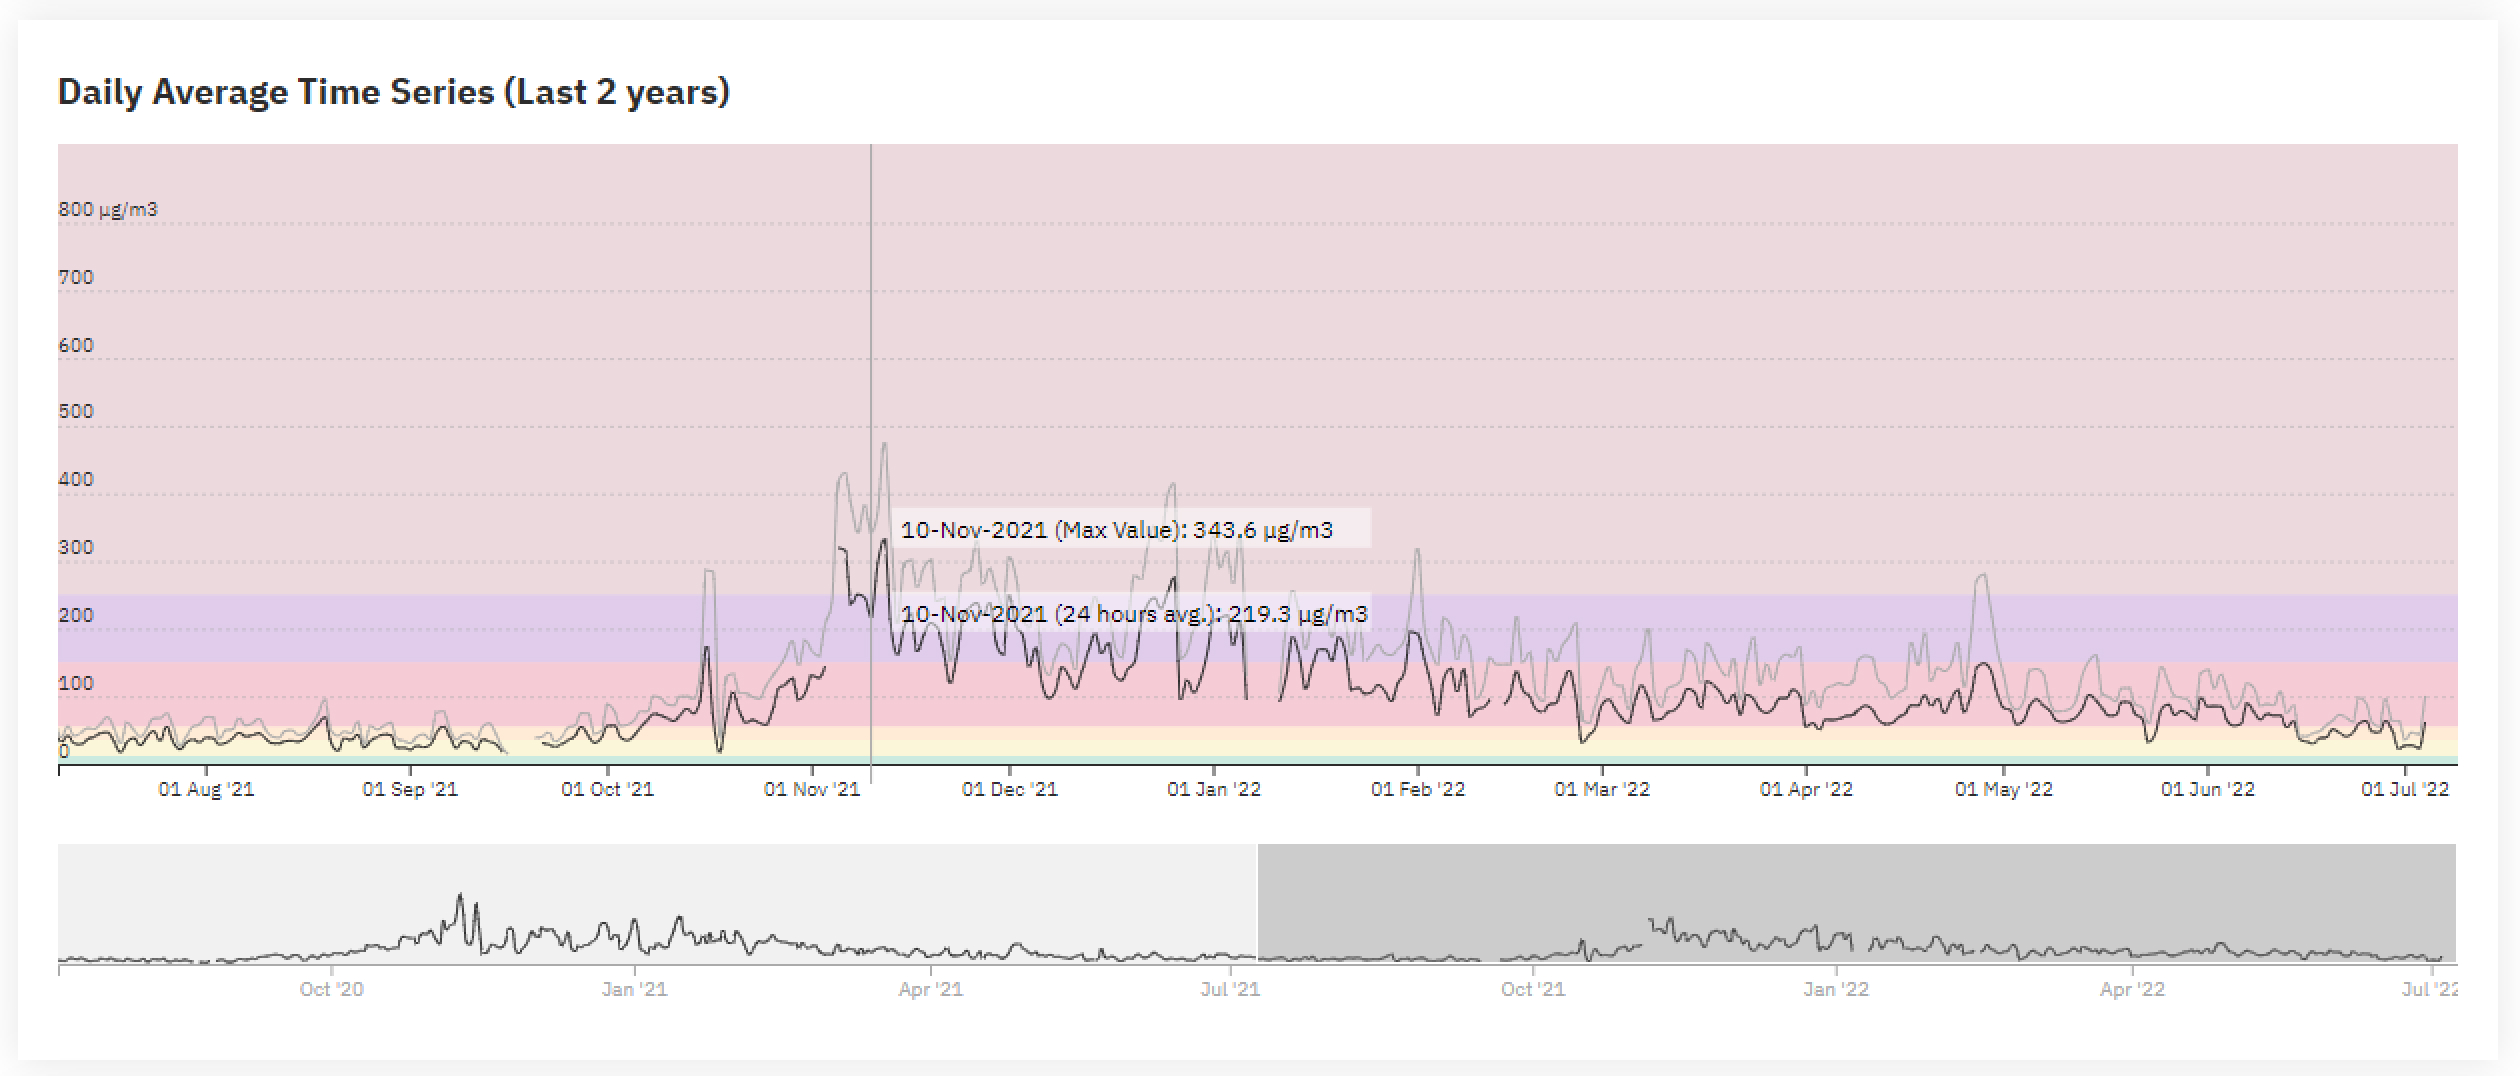 Daily Average Time Series (Last 2 years)
800 µg/m3
700
600
500
400
10-Nov-2021 (Max Value): 343.6 µg/m3
300
200
10-Nov-2021 (24 hours avg.): 219.3 µg/m3
100
0
01 Aug '21 01 Sep '21 01 Oct '21 01 Nov '21 01 Dec '21 01 Jan '22 01 Feb '22 01 Mar '22 01 Apr '22 01 May '22 01 Jun '22 01 Jul '22
Oct '20 Jan '21 Apr '21 Jul '21 Oct '21 Jan '22 Apr '22 Jul '22